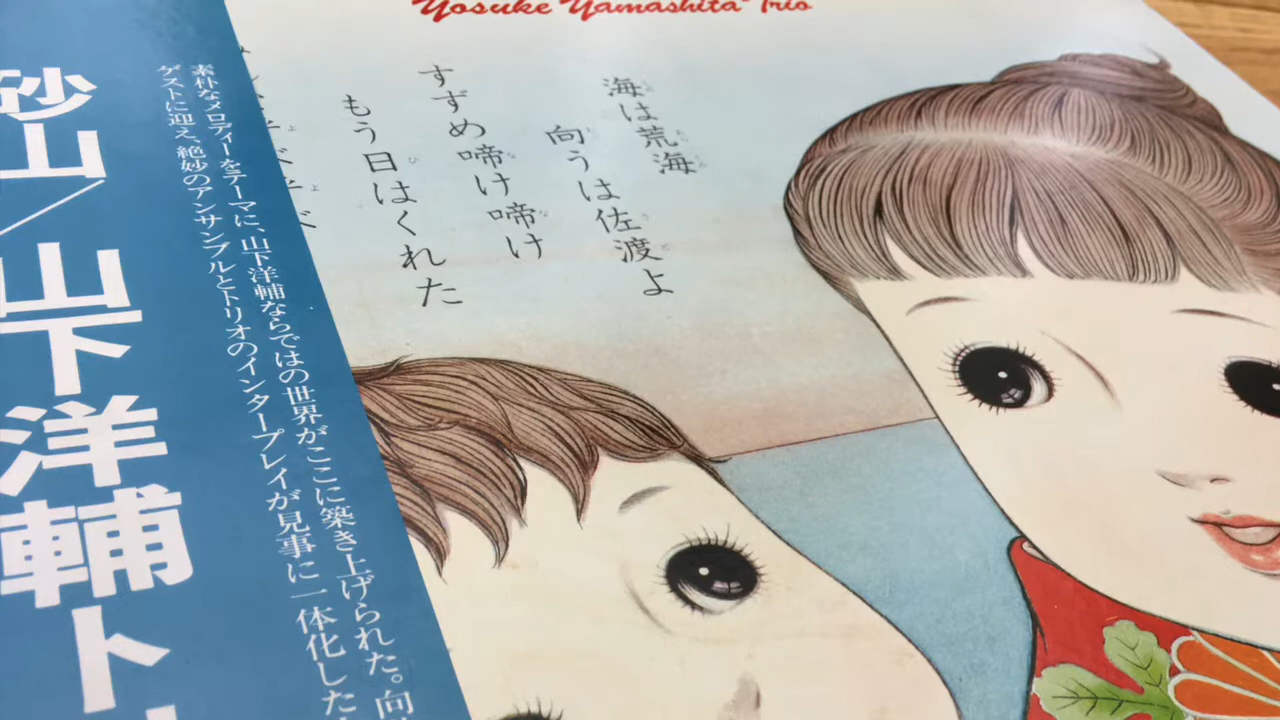 Yosuke Yamashita Trio
海は荒海
向うは佐渡よ
すずめ啼け啼け
もう日はくれた
砂山/山下洋輔ト
素朴なメロディーをテーマに、山下洋輔ならではの世界がここに築き上げられた。向
ゲストに迎え、絶妙のアンサンブルとトリオのインタープレイが見事に一体化した